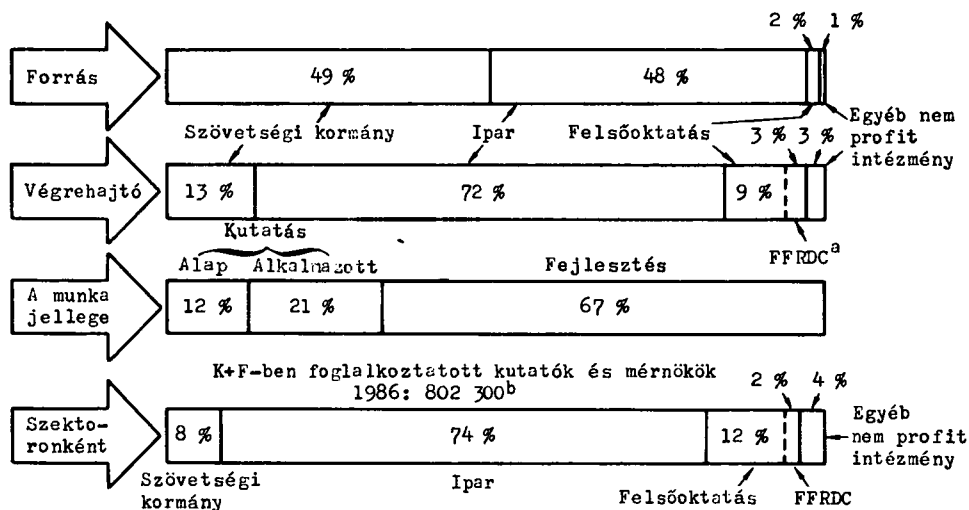 2 % 1 %
Forrás 49 % 48 %
Szövetségi kormány Ipar Felsőoktatás
Egyéb nem
profit
intézmény
3 % 3 %
Végrehajtó 13 % 72 % 9 %
Kutatás
FFRDCᵃ
Alap Alkalmazott Fejlesztés
A munka
jellege
12 % 21 % 67 %
K+F-ben foglalkoztatott kutatók és mérnökök
1986: 802 300ᵇ
2 % 4 %
Szekto-
ronként
8 % 74 % 12 %
Egyéb
nem profit
intézmény
Szövetségi
kormány
Ipar
Felsőoktatás FFRDC